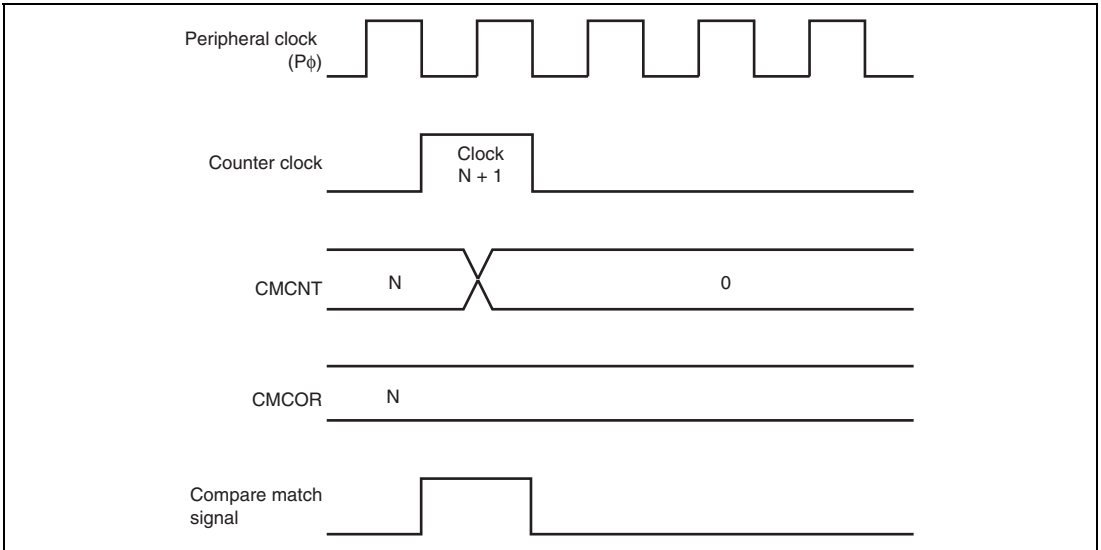 Peripheral clock
(Pϕ)
Counter clock
Clock
N + 1
CMCNT
N
0
CMCOR
N
Compare match
signal